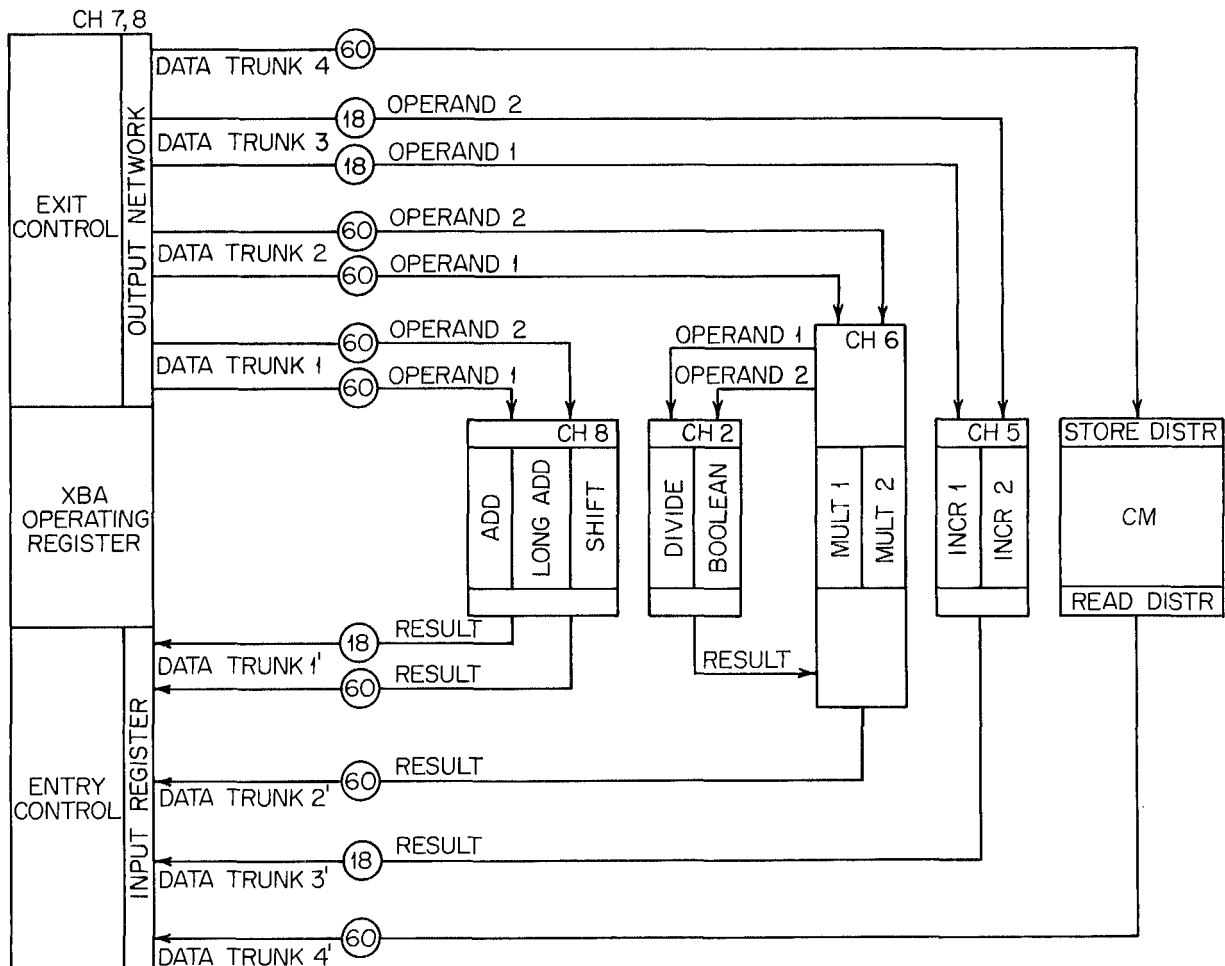 CH 7, 8
EXIT CONTROL
OUTPUT NETWORK
DATA TRUNK 4
60
18
OPERAND 2
DATA TRUNK 3
18
OPERAND 1
60
OPERAND 2
DATA TRUNK 2
60
OPERAND 1
60
OPERAND 2
DATA TRUNK 1
60
OPERAND 1
OPERAND 1
OPERAND 2
CH 6
MULT 1
MULT 2
CH 8
ADD
LONG ADD
SHIFT
CH 2
DIVIDE
BOOLEAN
CH 5
INCR 1
INCR 2
STORE DISTR
CM
READ DISTR
XBA
OPERATING
REGISTER
ENTRY
CONTROL
INPUT REGISTER
18
RESULT
DATA TRUNK 1'
60
RESULT
RESULT
60
RESULT
DATA TRUNK 2'
18
RESULT
DATA TRUNK 3'
60
DATA TRUNK 4'